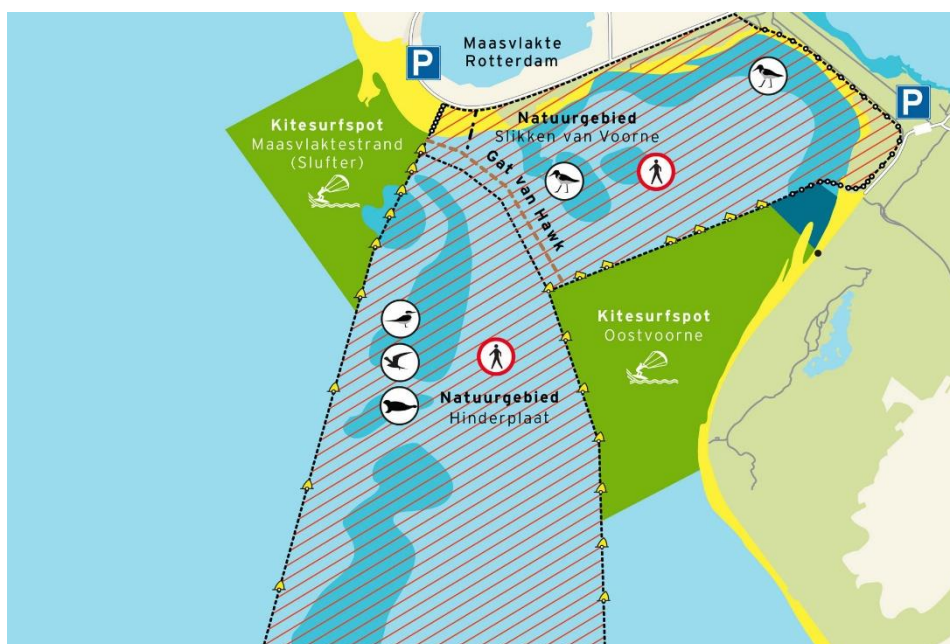 P
Maasvlakte
Rotterdam
P
Kitesurfspot
Maasvlaktestrand
(Slufter)
Natuurgebied
Slikken van Voorne
Gat van Hawk
Kitesurfspot
Oostvoorne
Natuurgebied
Hinderplaat